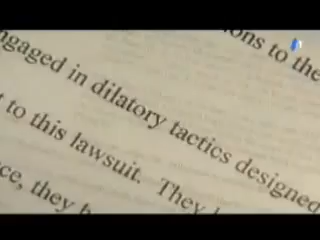 ons to the
ngaged in dilatory tactics designed
t to this lawsuit. They
ce, they